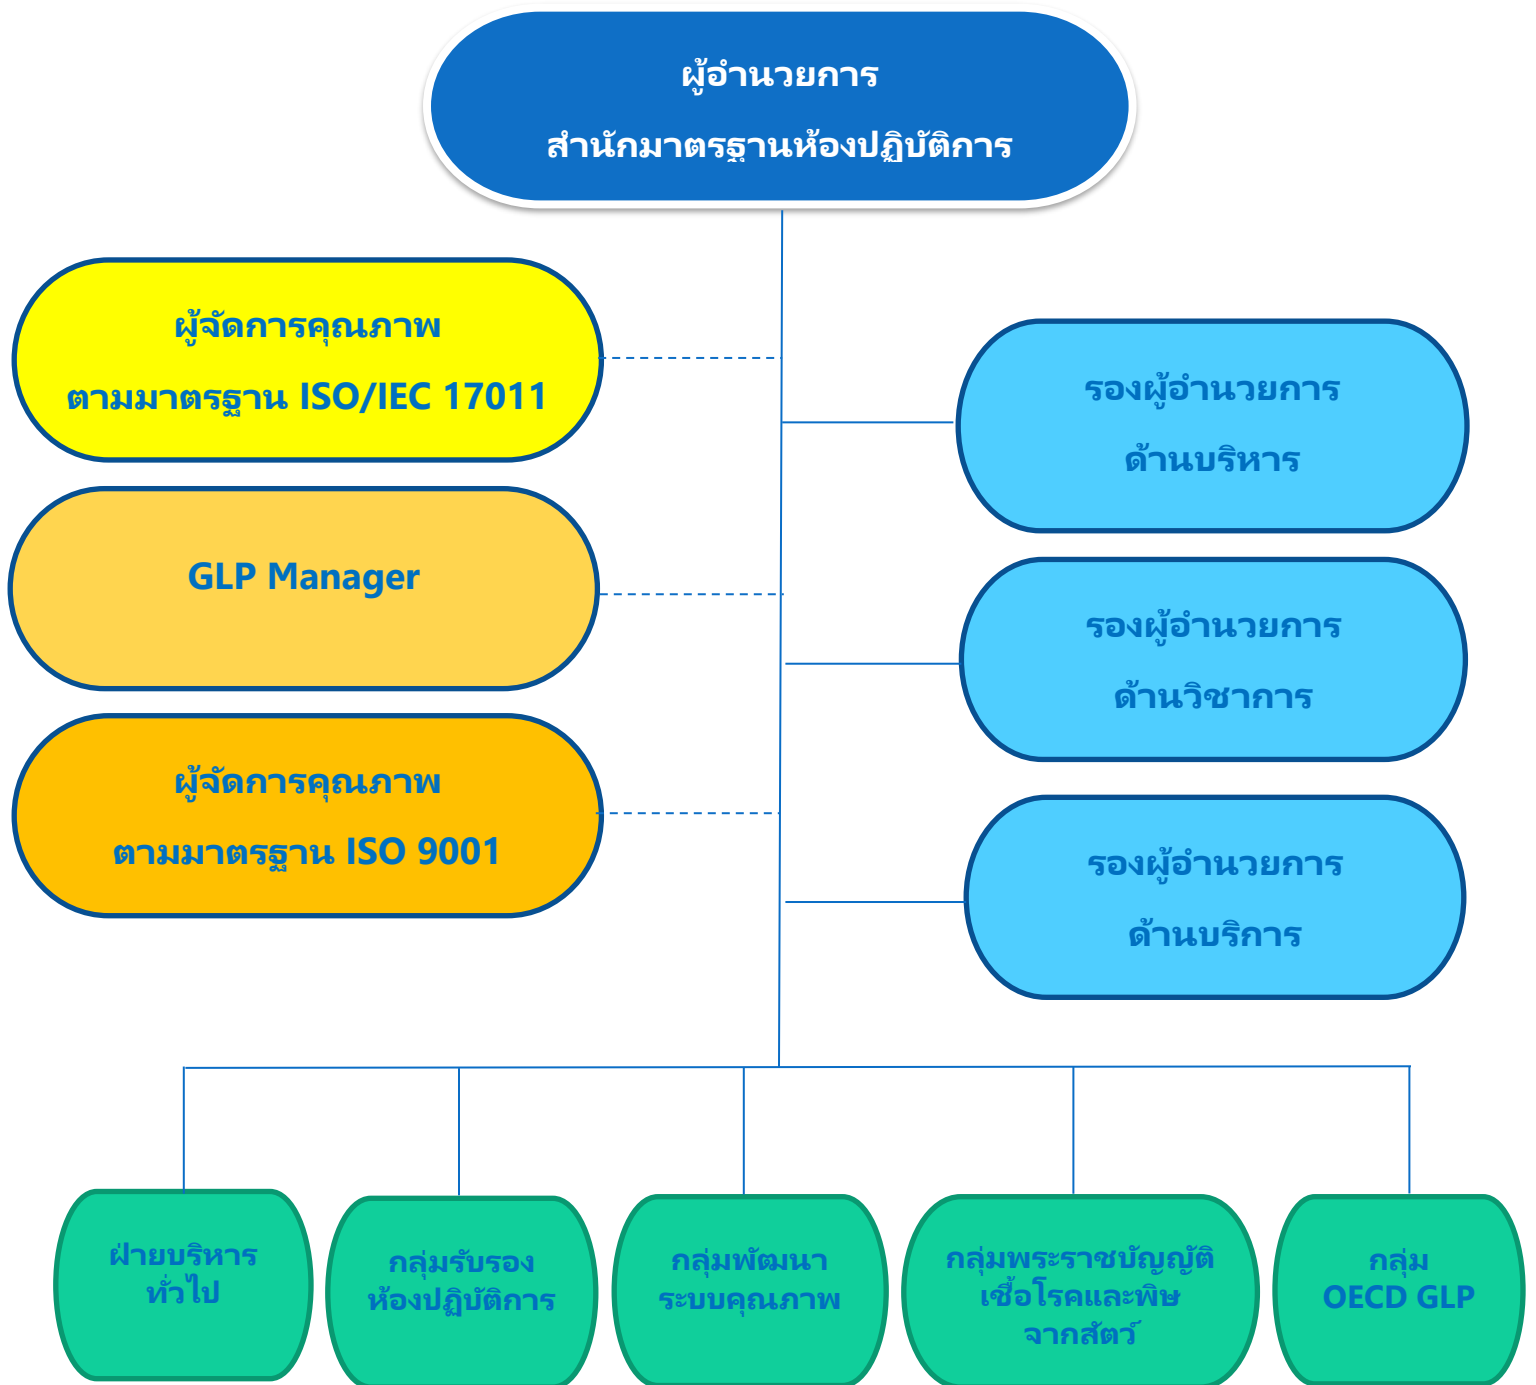 ผู้อำนวยการ
สำนักมาตรฐานห้องปฏิบัติการ
ผู้จัดการคุณภาพ
ตามมาตรฐาน ISO/IEC 17011
GLP Manager
ผู้จัดการคุณภาพ
ตามมาตรฐาน ISO 9001
รองผู้อำนวยการ
ด้านบริหาร
รองผู้อำนวยการ
ด้านวิชาการ
รองผู้อำนวยการ
ด้านบริการ
ฝ่ายบริหาร
ทั่วไป
กลุ่มรับรอง
ห้องปฏิบัติการ
กลุ่มพัฒนา
ระบบคุณภาพ
กลุ่มพระราชบัญญัติ
เชื้อโรคและพิษ
จากสัตว์
กลุ่ม
OECD GLP